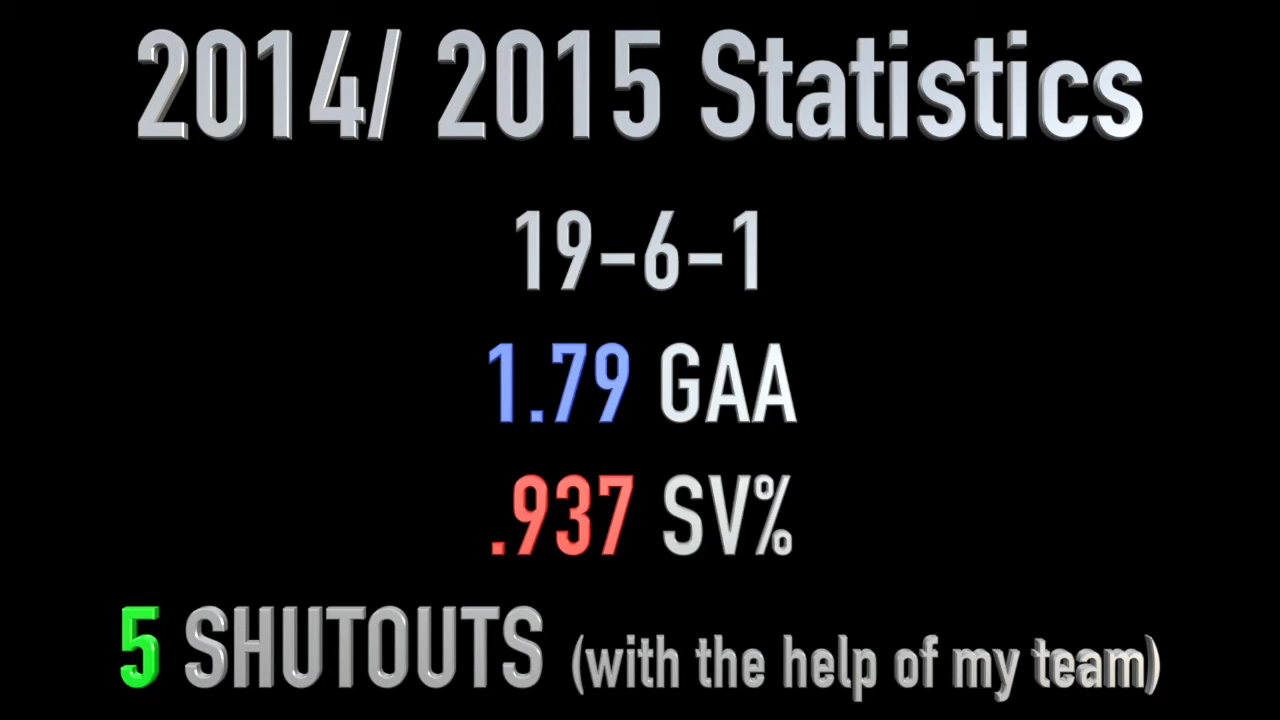 2014/ 2015 Statistics
19-6-1
1.79 GAA
.937 SV%
5 SHUTOUTS (with the help of my team)